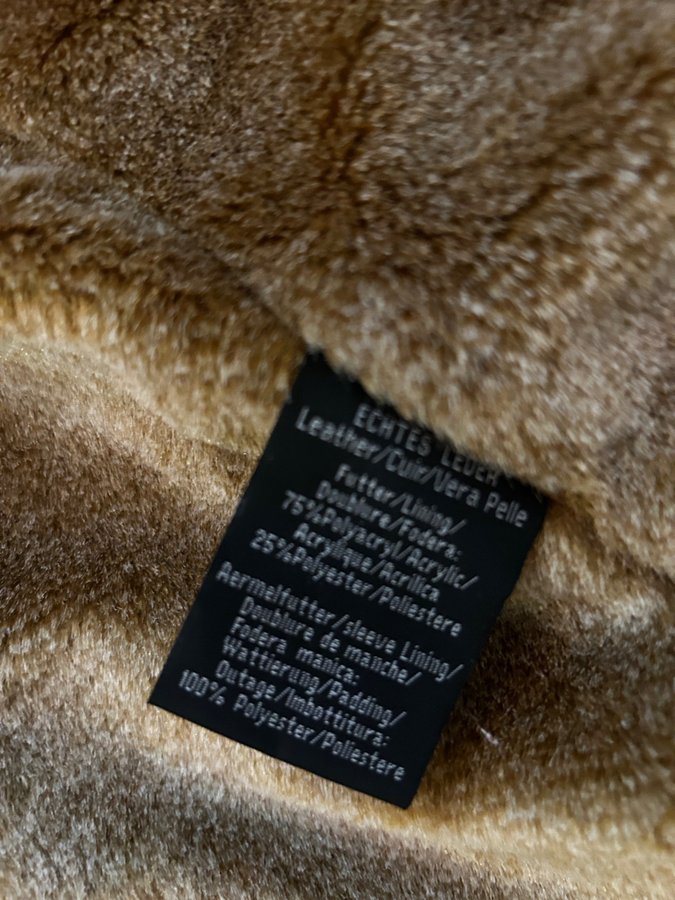 ECHTES LEDER
Leather/Cuir/Vera Pelle
Futter/Lining/
Doublure/Fodera:
75%Polyacryl/Acrylic/
Acrylique/Acrilica
25%Polyester/Poliestere
Aermelfutter/sleeve Lining/
Doublure de manche/
Fodera manica:
Wattierung/Padding/
Outage/Imbottitura:
100% Polyester/Poliestere